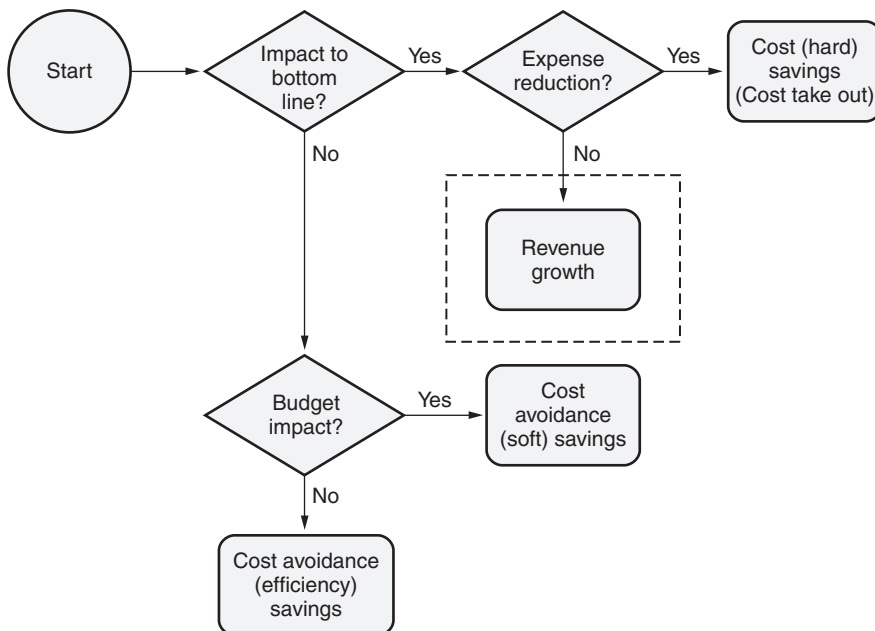 Start
Impact to
bottom
line?
Yes
Expense
reduction?
Yes
Cost (hard)
savings
(Cost take out)
No
No
Revenue
growth
Budget
impact?
Yes
Cost
avoidance
(soft) savings
No
Cost avoidance
(efficiency)
savings